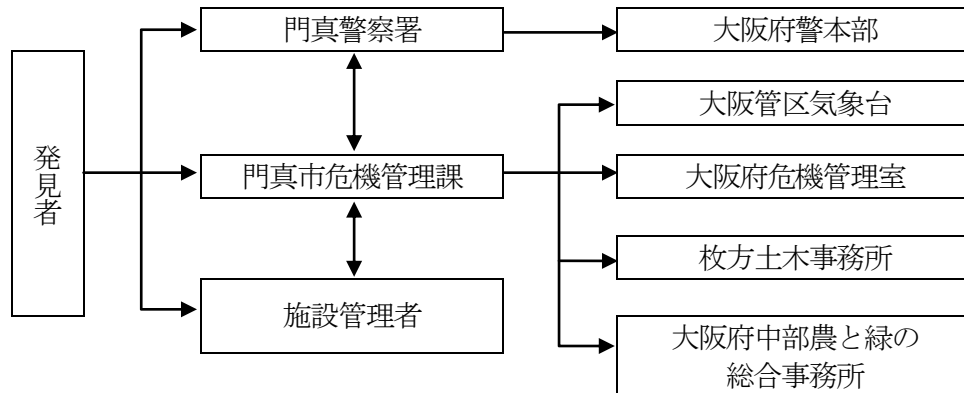 門真警察署
大阪府警本部
大阪管区気象台
発見者
門真市危機管理課
大阪府危機管理室
枚方土木事務所
施設管理者
大阪府中部農と緑の
総合事務所